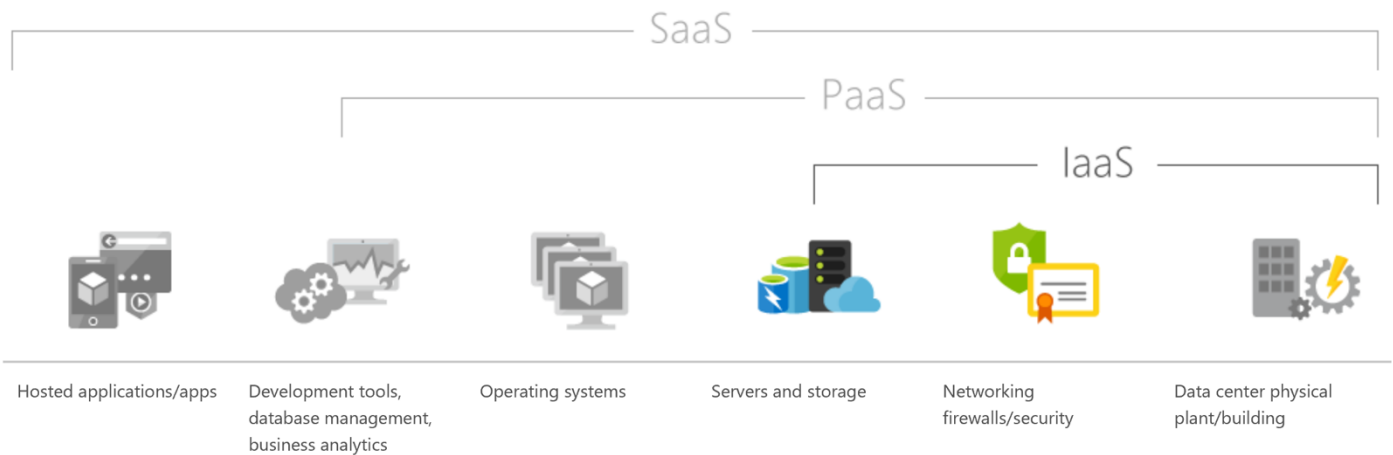 SaaS
PaaS
IaaS
Hosted applications/apps
Development tools,
database management,
business analytics
Operating systems
Servers and storage
Networking
firewalls/security
Data center physical
plant/building